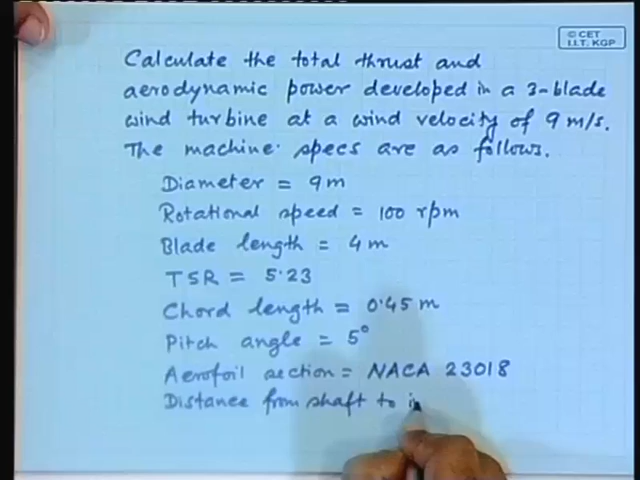 © CET
I.I.T. KGP
Calculate the total thrust and
aerodynamic power developed in a 3-blade
wind turbine at a wind velocity of 9 m/s.
The machine specs are as follows.
Diameter = 9m
Rotational speed = 100 rpm
Blade length = 4 m
TSR = 5.23
Chord length = 0.45 m
Pitch angle = 5°
Aerofoil section = NACA 23018
Distance from shaft to i